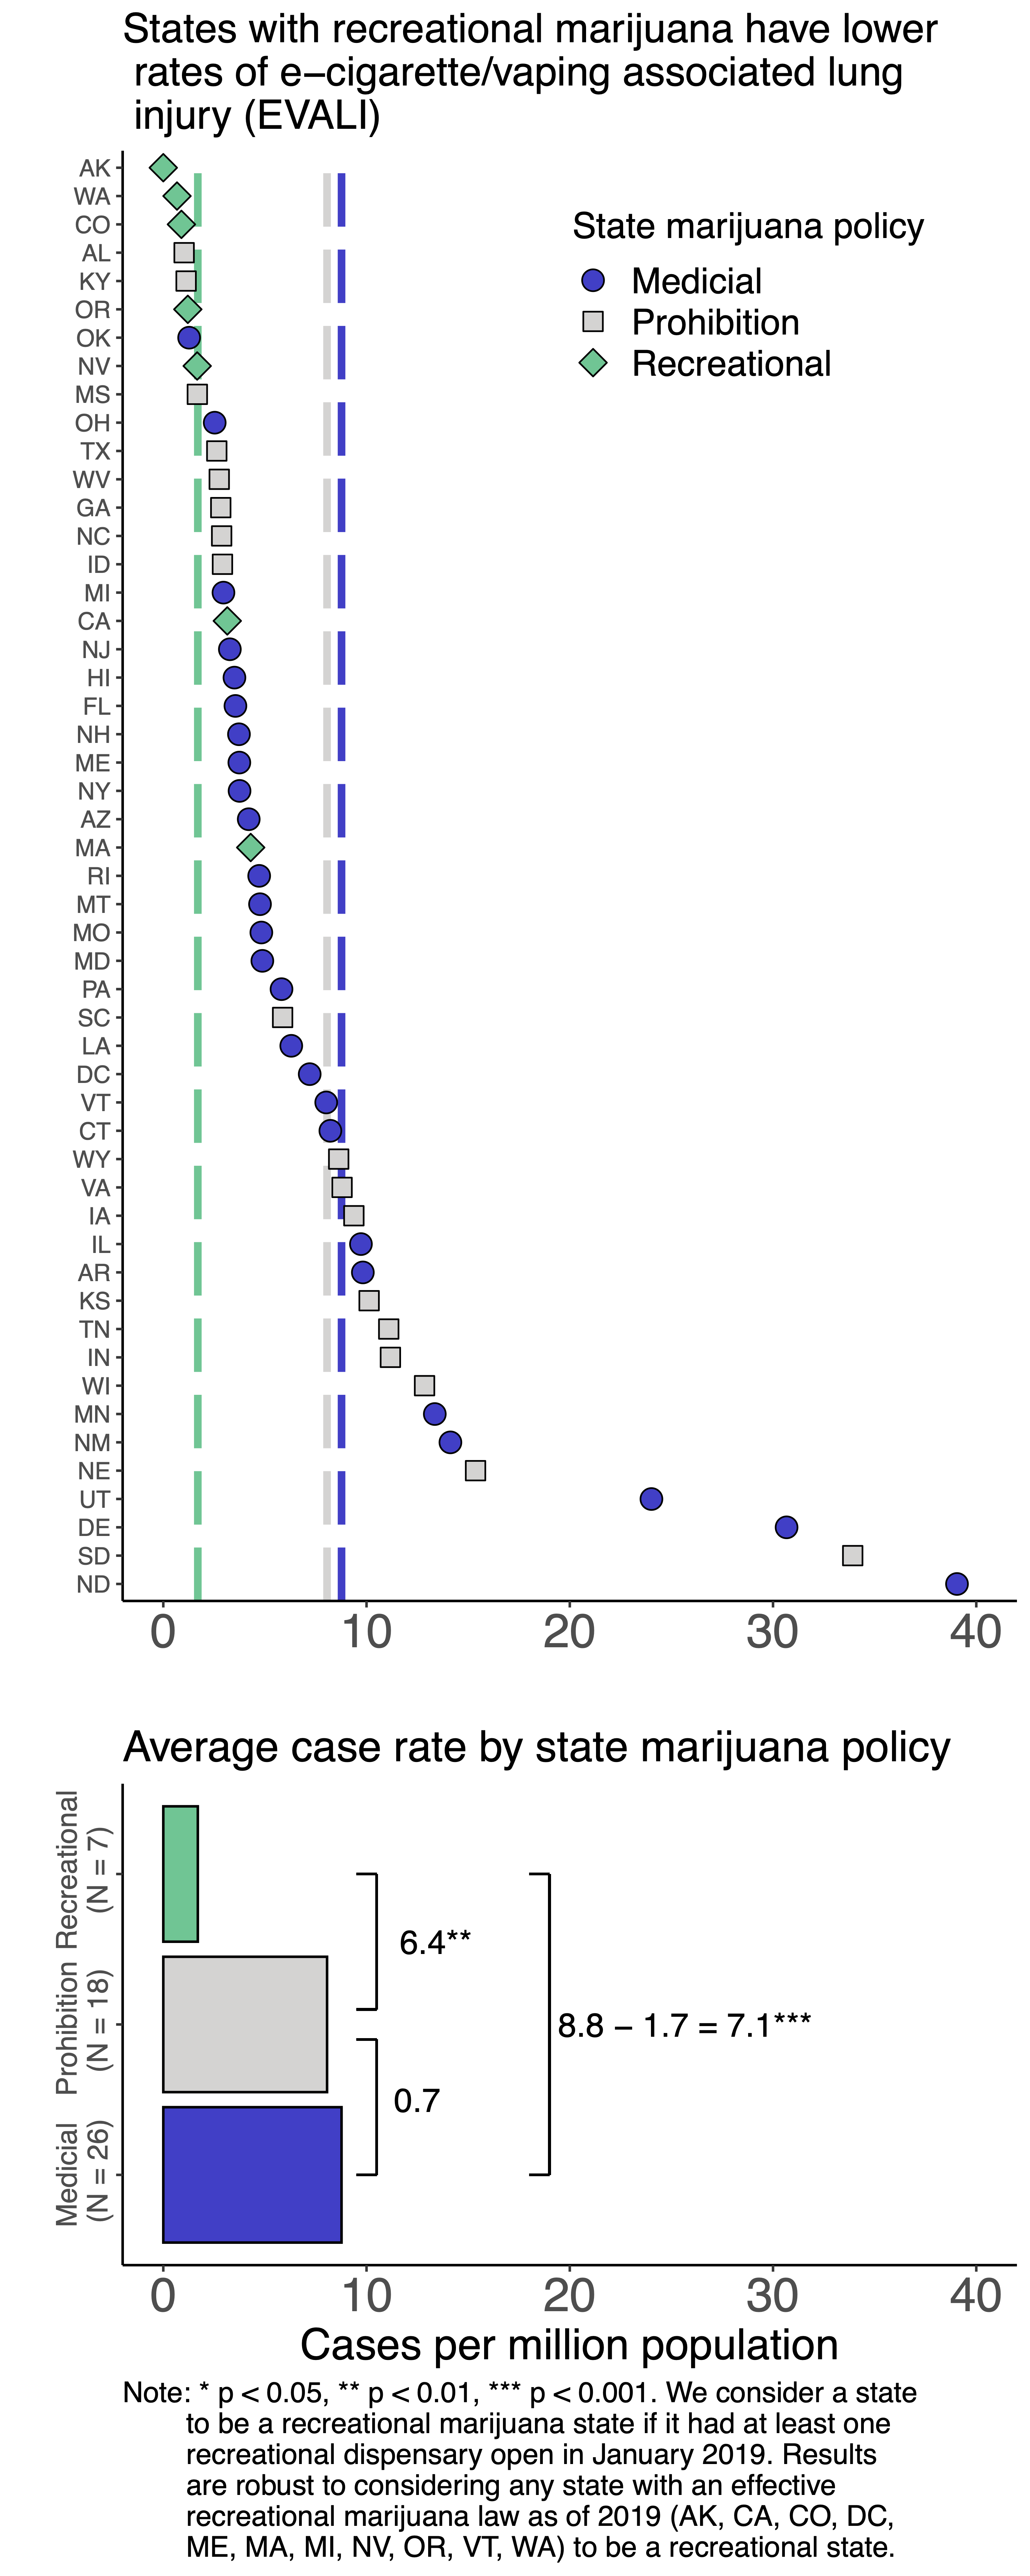 States with recreational marijuana have lower
rates of e−cigarette/vaping associated lung
injury (EVALI)
AK
WA
CO
AL
KY
OR
OK
NV
MS
OH
TX
WV
GA
NC
ID
MI
CA
NJ
HI
FL
NH
ME
NY
AZ
MA
RI
MT
MO
MD
PA
SC
LA
DC
VT
CT
WY
VA
IA
IL
AR
KS
TN
IN
WI
MN
NM
NE
UT
DE
SD
ND
State marijuana policy
Medicial
Prohibition
Recreational
0 10 20 30 40
Average case rate by state marijuana policy
Recreational
(N = 7)
Prohibition
(N = 18)
Medicial
(N = 26)
6.4**
8.8 − 1.7 = 7.1***
0.7
0 10 20 30 40
Cases per million population
Note: * p < 0.05, ** p < 0.01, *** p < 0.001. We consider a state
to be a recreational marijuana state if it had at least one
recreational dispensary open in January 2019. Results
are robust to considering any state with an effective
recreational marijuana law as of 2019 (AK, CA, CO, DC,
ME, MA, MI, NV, OR, VT, WA) to be a recreational state.